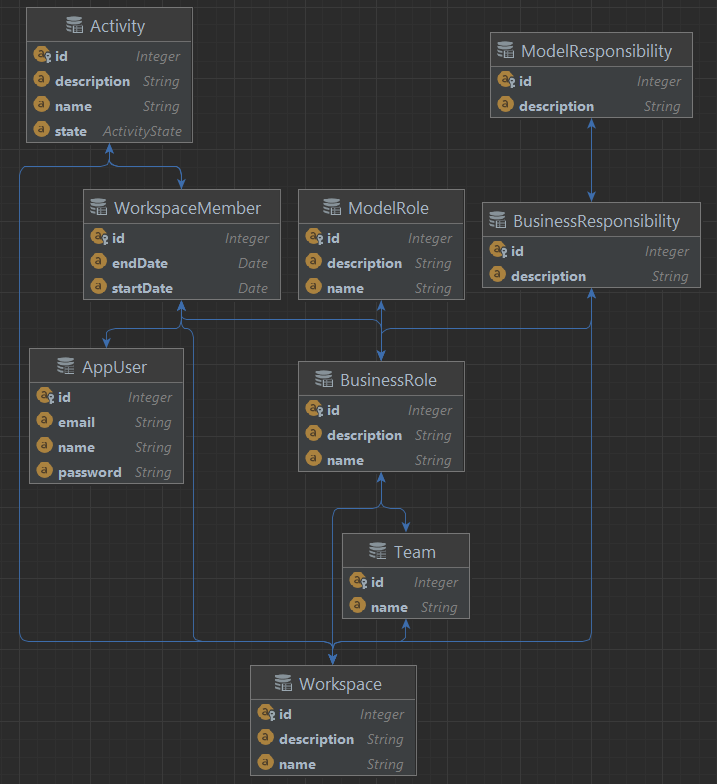 Activity
id Integer
description String
name String
state ActivityState
ModelResponsibility
id Integer
description String
WorkspaceMember
id Integer
endDate Date
startDate Date
ModelRole
id Integer
description String
name String
BusinessResponsibility
id Integer
description String
AppUser
id Integer
email String
name String
password String
BusinessRole
id Integer
description String
name String
Team
id Integer
name String
Workspace
id Integer
description String
name String